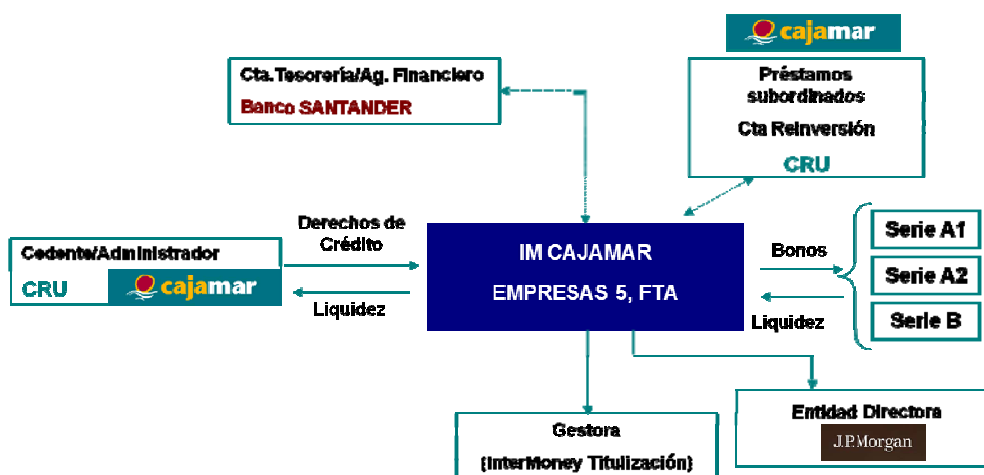 cajamar
Cta.Tesorería/Ag. Financiero
Banco SANTANDER
Préstamos
subordinados
Cta Reinversión
CRU
Cedente/Administrador
CRU cajamar
Derechos de
Crédito
Liquidez
IM CAJAMAR
EMPRESAS 5, FTA
Bonos
Liquidez
Serie A1
Serie A2
Serie B
Gestora
(InterMoney Titulización)
Entidad Directora
J.P.Morgan